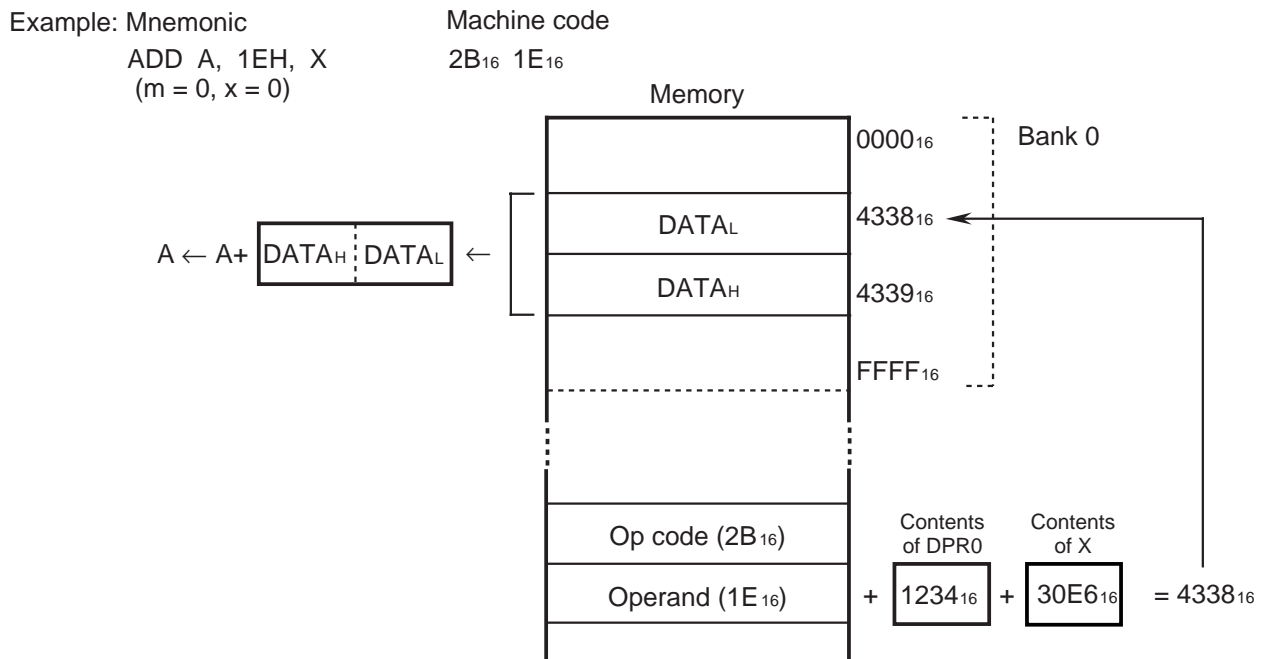 Example: Mnemonic Machine code
ADD A, 1EH, X 2B₁₆ 1E₁₆
(m = 0, x = 0)
Memory
0000₁₆ Bank 0
DATAL 4338₁₆
A ← A+ DATAH DATAL ←
DATAH 4339₁₆
FFFF₁₆
Contents of DPR0
Contents of X
Op code (2B₁₆)
Operand (1E₁₆) + 1234₁₆ + 30E6₁₆ = 4338₁₆